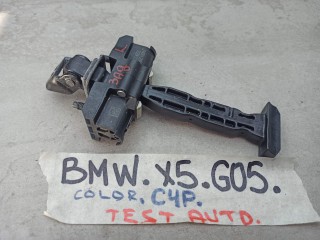 BMW. X5. G05.
COLOR. C4P.
TEST AUTO.